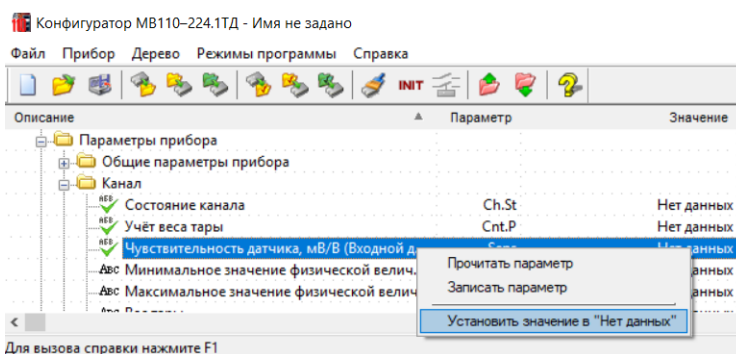 Конфигуратор МВ110–224.1ТД - Имя не задано
Файл Прибор Дерево Режимы программы Справка
INIT
Описание Параметр Значение
Параметры прибора
Общие параметры прибора
Канал
Состояние канала Ch.St Нет данных
Учёт веса тары Cnt.P Нет данных
Чувствительность датчика, мВ/В (Входной д... Нет данных
Прочитать параметр
ABC Минимальное значение физической велич...
Записать параметр
ABC Максимальное значение физической велич
Установить значение в "Нет данных"
Для вызова справки нажмите F1